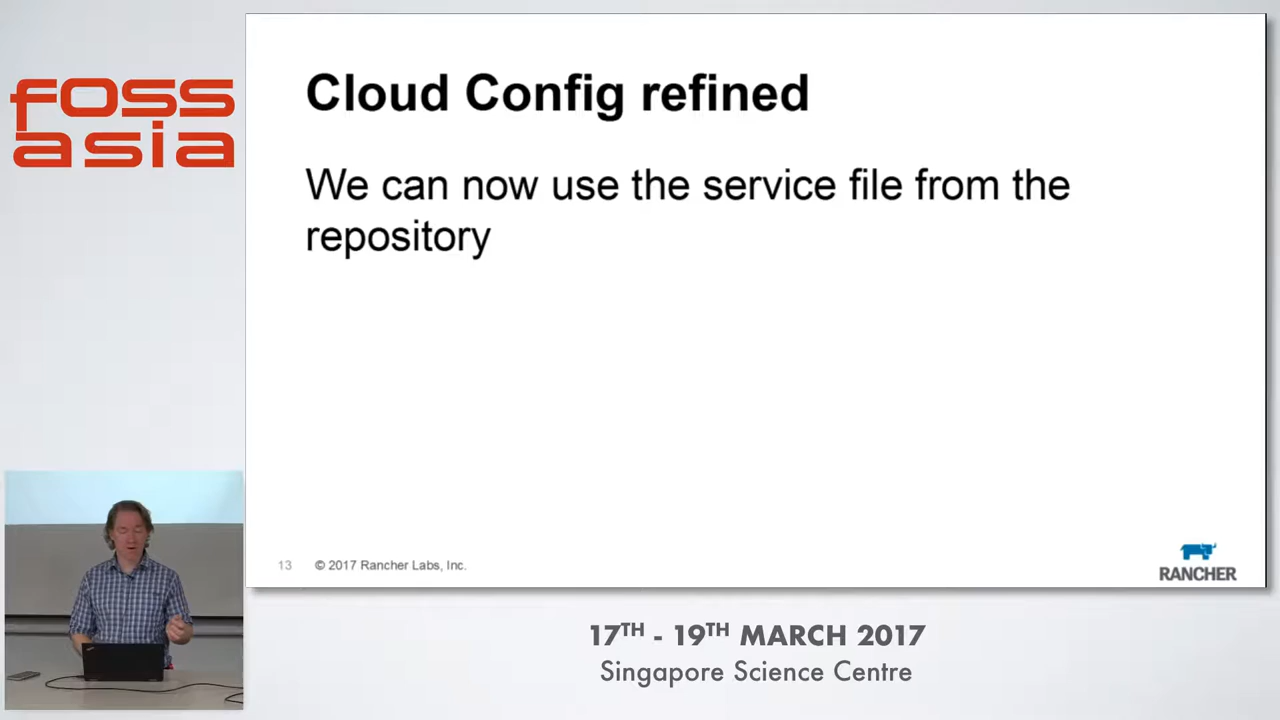 foss
asia
Cloud Config refined
We can now use the service file from the
repository
13 © 2017 Rancher Labs, Inc.
RANCHER
17TH - 19TH MARCH 2017
Singapore Science Centre